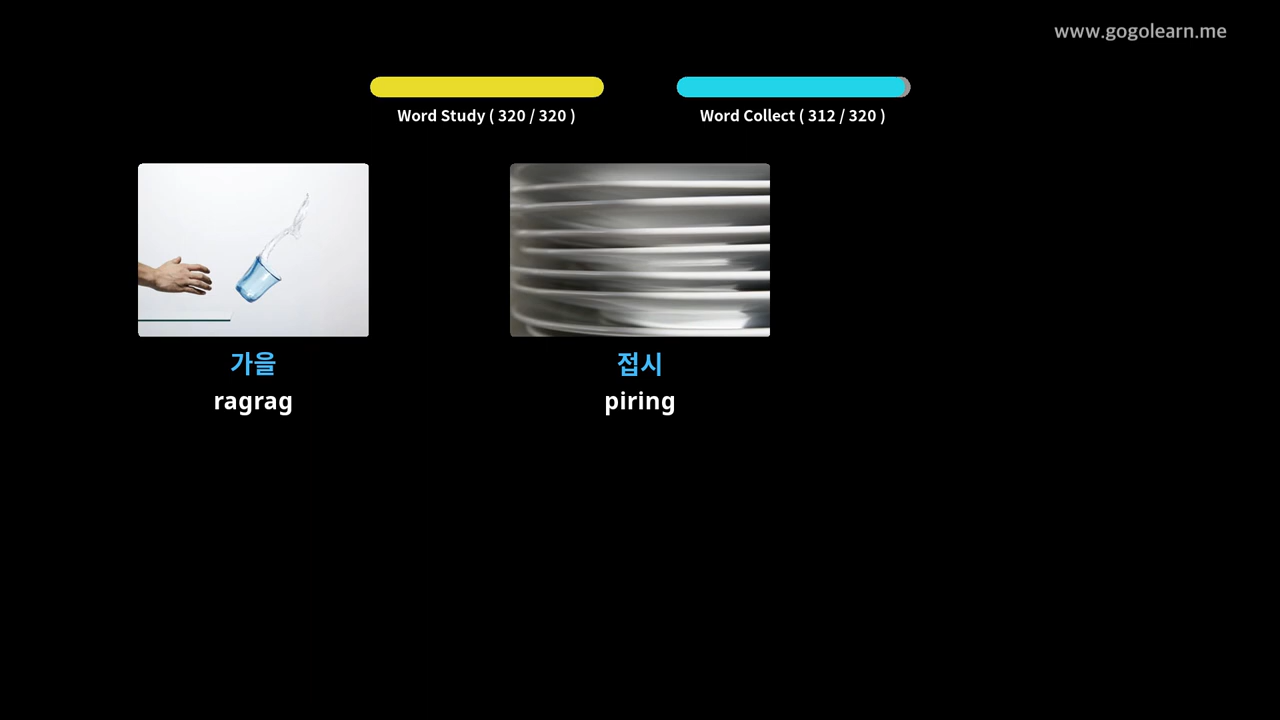 www.gogolearn.me
Word Study ( 320 / 320 )
Word Collect ( 312 / 320 )
가을
ragrag
접시
piring